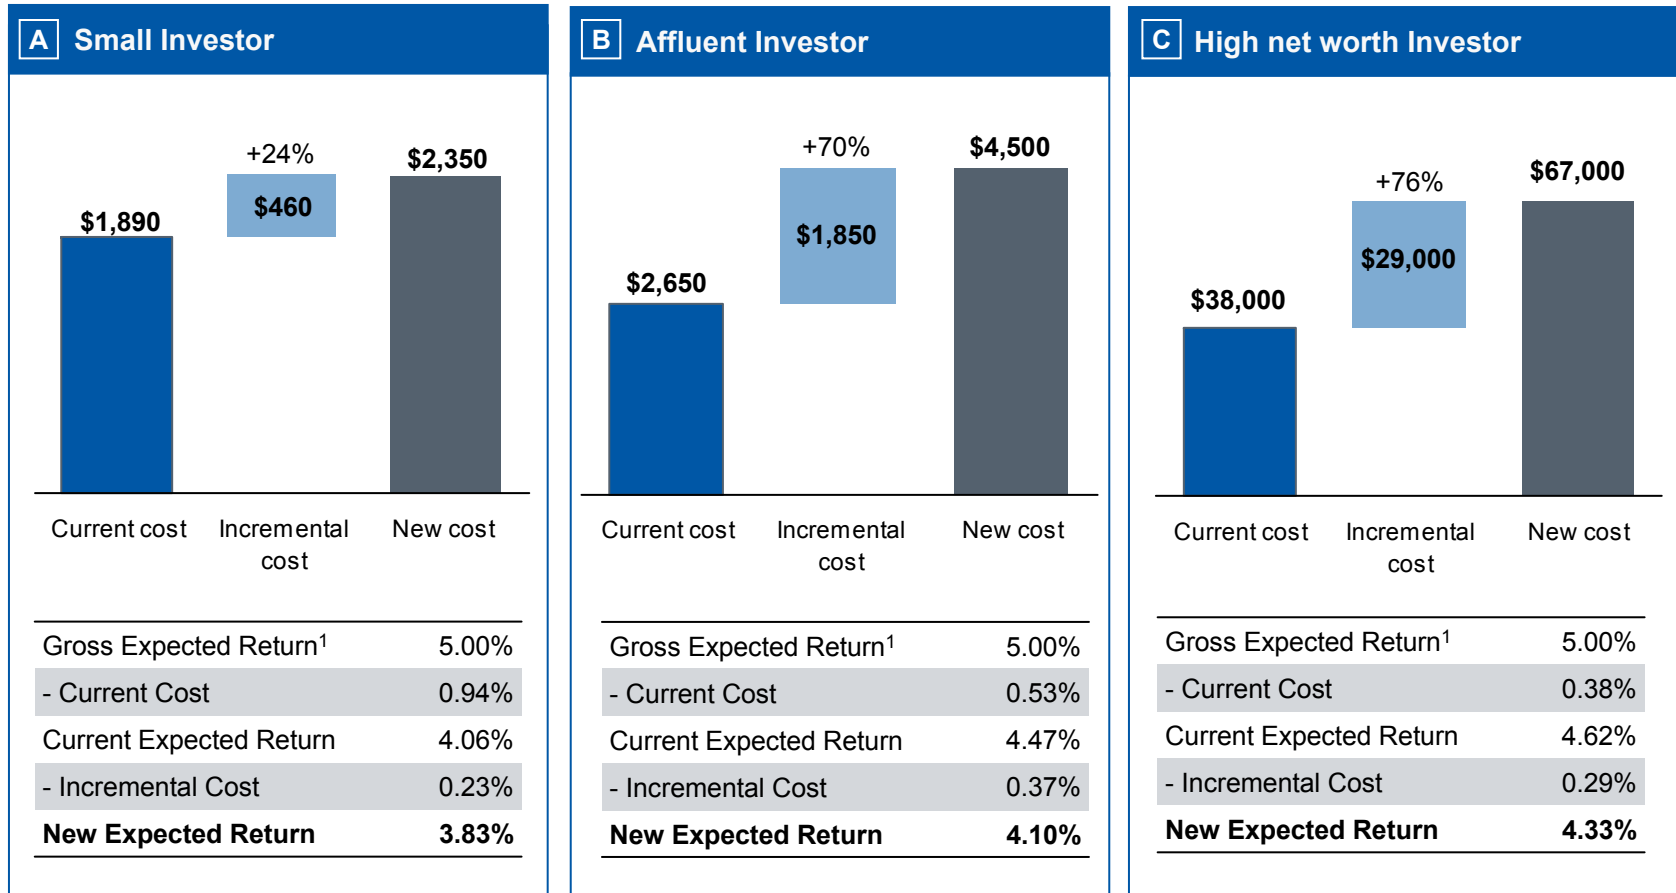 A Small Investor
+24%
$2,350
$460
$1,890
Current cost
Incremental
cost
New cost
Gross Expected Return1 5.00%
- Current Cost 0.94%
Current Expected Return 4.06%
- Incremental Cost 0.23%
New Expected Return 3.83%
B Affluent Investor
+70%
$4,500
$1,850
$2,650
Current cost
Incremental
cost
New cost
Gross Expected Return1 5.00%
- Current Cost 0.53%
Current Expected Return 4.47%
- Incremental Cost 0.37%
New Expected Return 4.10%
C High net worth Investor
+76%
$67,000
$29,000
$38,000
Current cost
Incremental
cost
New cost
Gross Expected Return1 5.00%
- Current Cost 0.38%
Current Expected Return 4.62%
- Incremental Cost 0.29%
New Expected Return 4.33%